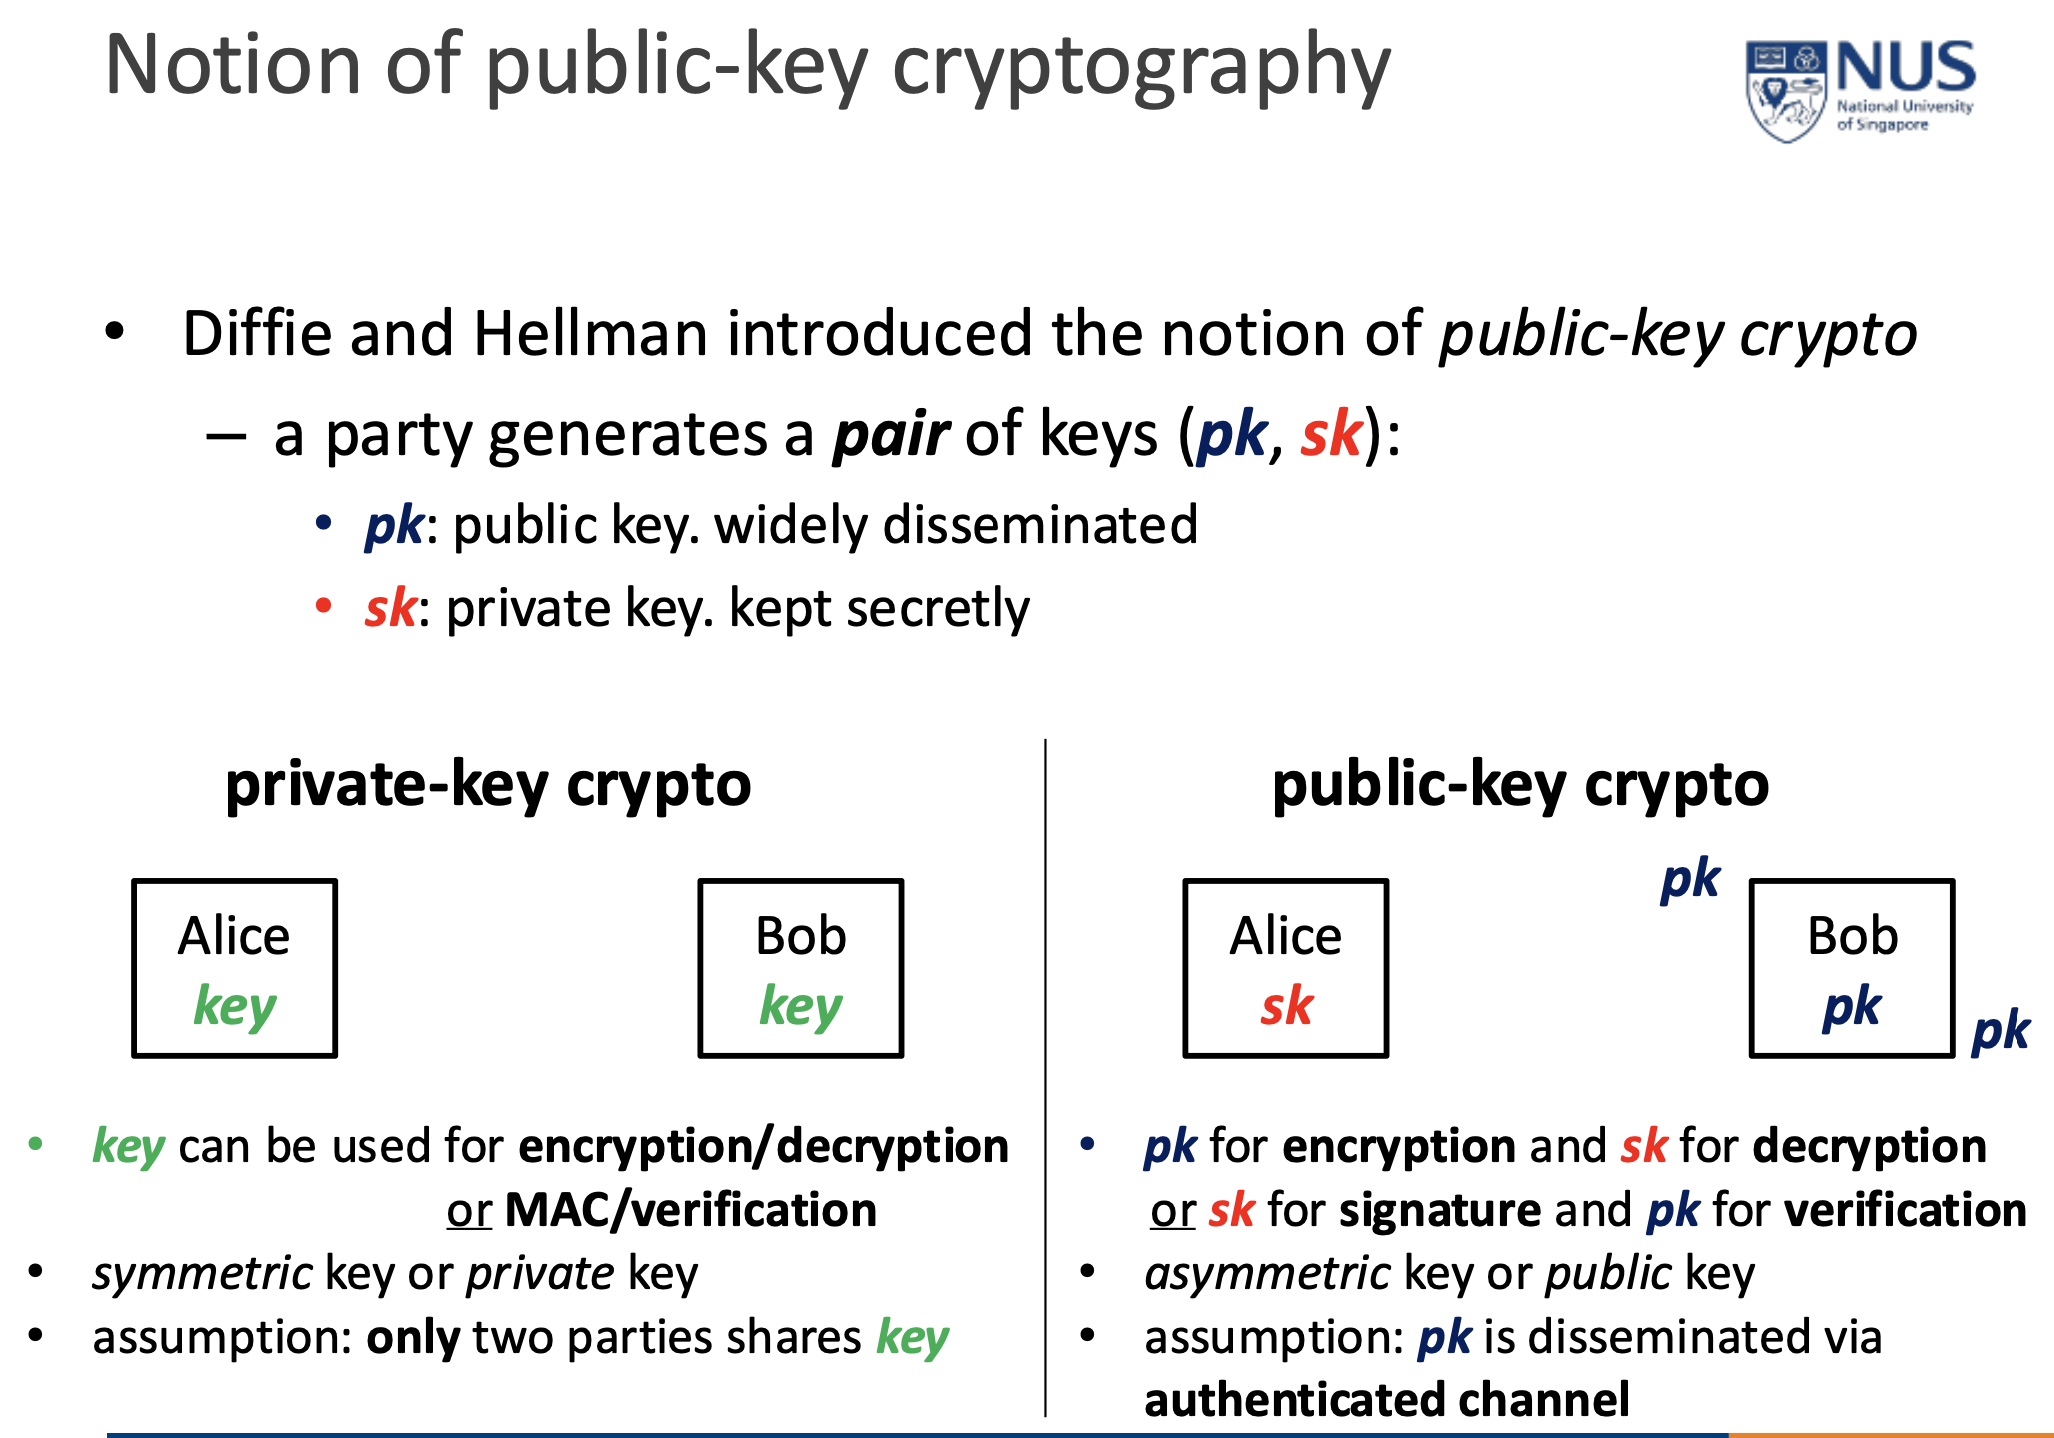 Notion of public-key cryptography
NUS
National University
of Singapore
• Diffie and Hellman introduced the notion of public-key crypto
– a party generates a pair of keys (pk, sk):
• pk: public key. widely disseminated
• sk: private key. kept secretly
private-key crypto
Alice
key
Bob
key
• key can be used for encryption/decryption
or MAC/verification
• symmetric key or private key
• assumption: only two parties shares key
public-key crypto
Alice
sk
pk
Bob
pk
pk
• pk for encryption and sk for decryption
or sk for signature and pk for verification
• asymmetric key or public key
• assumption: pk is disseminated via
authenticated channel